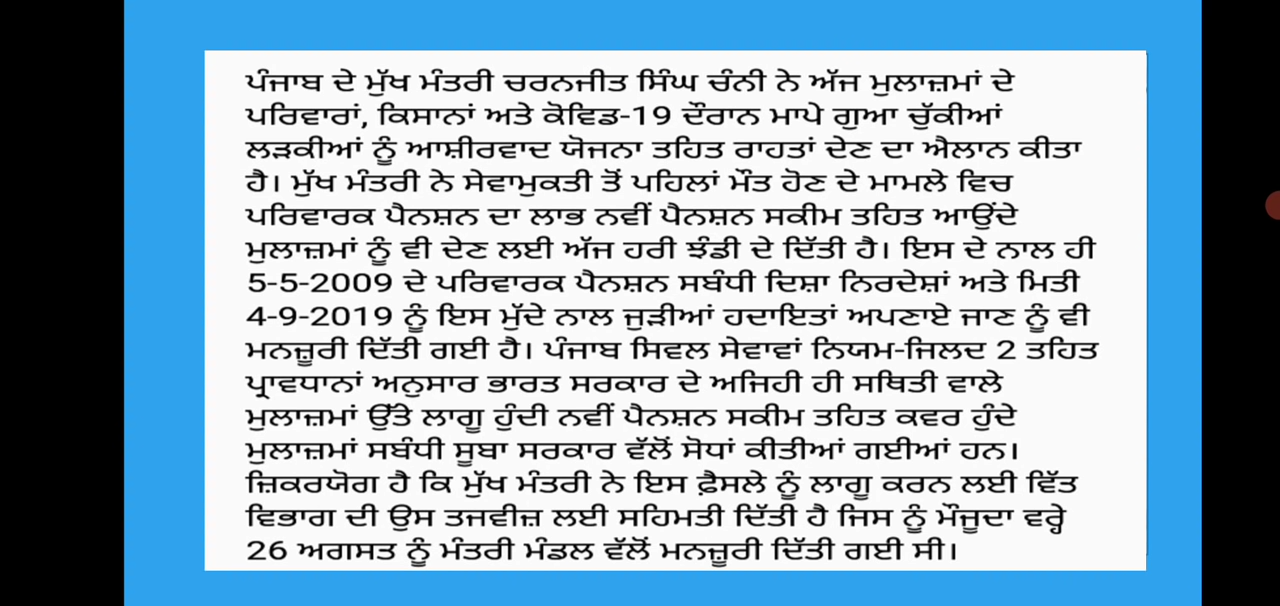 ਪੰਜਾਬ ਦੇ ਮੁੱਖ ਮੰਤਰੀ ਚਰਨਜੀਤ ਸਿੰਘ ਚੰਨੀ ਨੇ ਅੱਜ ਮੁਲਾਜ਼ਮਾਂ ਦੇ
ਪਰਿਵਾਰਾਂ, ਕਿਸਾਨਾਂ ਅਤੇ ਕੋਵਿਡ-19 ਦੌਰਾਨ ਮਾਪੇ ਗੁਆ ਚੁੱਕੀਆਂ
ਲੜਕੀਆਂ ਨੂੰ ਆਸ਼ੀਰਵਾਦ ਯੋਜਨਾ ਤਹਿਤ ਰਾਹਤਾਂ ਦੇਣ ਦਾ ਐਲਾਨ ਕੀਤਾ
ਹੈ। ਮੁੱਖ ਮੰਤਰੀ ਨੇ ਸੇਵਾਮੁਕਤੀ ਤੋਂ ਪਹਿਲਾਂ ਮੌਤ ਹੋਣ ਦੇ ਮਾਮਲੇ ਵਿਚ
ਪਰਿਵਾਰਕ ਪੈਨਸ਼ਨ ਦਾ ਲਾਭ ਨਵੀਂ ਪੈਨਸ਼ਨ ਸਕੀਮ ਤਹਿਤ ਆਉਂਦੇ
ਮੁਲਾਜ਼ਮਾਂ ਨੂੰ ਵੀ ਦੇਣ ਲਈ ਅੱਜ ਹਰੀ ਝੰਡੀ ਦੇ ਦਿੱਤੀ ਹੈ। ਇਸ ਦੇ ਨਾਲ ਹੀ
5-5-2009 ਦੇ ਪਰਿਵਾਰਕ ਪੈਨਸ਼ਨ ਸਬੰਧੀ ਦਿਸ਼ਾ ਨਿਰਦੇਸ਼ਾਂ ਅਤੇ ਮਿਤੀ
4-9-2019 ਨੂੰ ਇਸ ਮੁੱਦੇ ਨਾਲ ਜੁੜੀਆਂ ਹਦਾਇਤਾਂ ਅਪਣਾਏ ਜਾਣ ਨੂੰ ਵੀ
ਮਨਜ਼ੂਰੀ ਦਿੱਤੀ ਗਈ ਹੈ। ਪੰਜਾਬ ਸਿਵਲ ਸੇਵਾਵਾਂ ਨਿਯਮ-ਜਿਲਦ 2 ਤਹਿਤ
ਪ੍ਰਾਵਧਾਨਾਂ ਅਨੁਸਾਰ ਭਾਰਤ ਸਰਕਾਰ ਦੇ ਅਜਿਹੀ ਹੀ ਸਥਿਤੀ ਵਾਲੇ
ਮੁਲਾਜ਼ਮਾਂ ਉੱਤੇ ਲਾਗੂ ਹੁੰਦੀ ਨਵੀਂ ਪੈਨਸ਼ਨ ਸਕੀਮ ਤਹਿਤ ਕਵਰ ਹੁੰਦੇ
ਮੁਲਾਜ਼ਮਾਂ ਸਬੰਧੀ ਸੂਬਾ ਸਰਕਾਰ ਵੱਲੋਂ ਸੋਧਾਂ ਕੀਤੀਆਂ ਗਈਆਂ ਹਨ।
ਜ਼ਿਕਰਯੋਗ ਹੈ ਕਿ ਮੁੱਖ ਮੰਤਰੀ ਨੇ ਇਸ ਫ਼ੈਸਲੇ ਨੂੰ ਲਾਗੂ ਕਰਨ ਲਈ ਵਿੱਤ
ਵਿਭਾਗ ਦੀ ਉਸ ਤਜਵੀਜ਼ ਲਈ ਸਹਿਮਤੀ ਦਿੱਤੀ ਹੈ ਜਿਸ ਨੂੰ ਮੌਜੂਦਾ ਵਰ੍ਹੇ
26 ਅਗਸਤ ਨੂੰ ਮੰਤਰੀ ਮੰਡਲ ਵੱਲੋਂ ਮਨਜ਼ੂਰੀ ਦਿੱਤੀ ਗਈ ਸੀ।